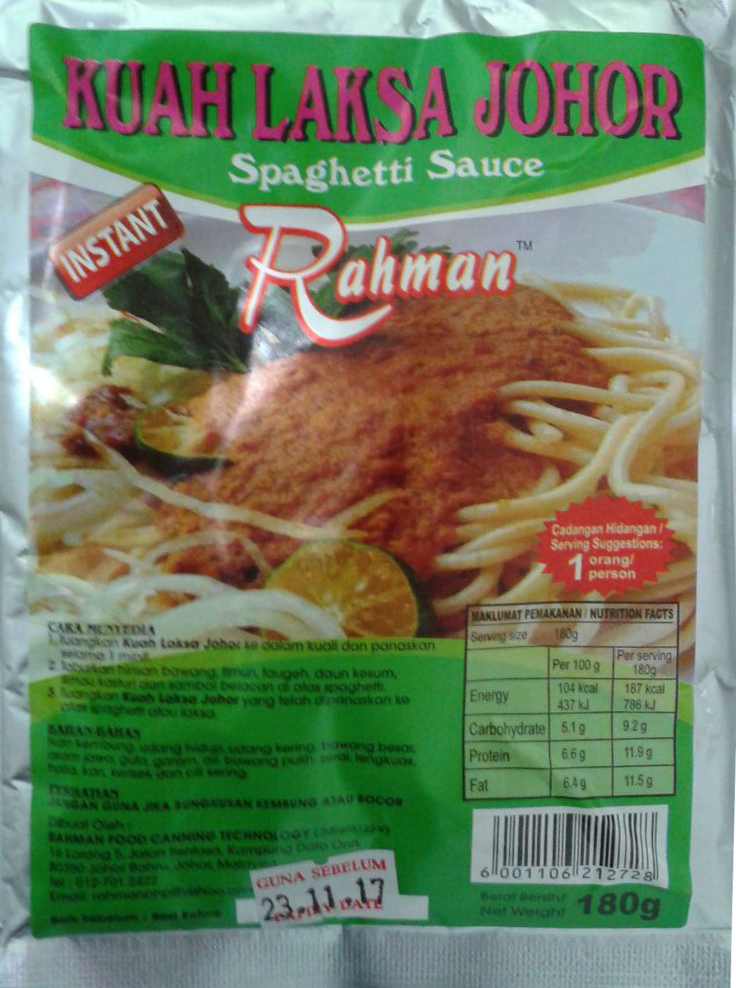 KUAH LAKSA JOHOR
Spaghetti Sauce
INSTANT
Rahman™
Cadangan Hidangan /
Serving Suggestions:
1 orang/
person
CARA MENYEDIA
1. Tuangkan Kuah Laksa Johor ke dalam kuali dan panaskan
selama 1 minit.
2. Taburkan hirisan bawang, timun, taugeh, daun kesum,
limau kasturi dan sambal belacan di atas spaghetti.
3. Tuangkan Kuah Laksa Johor yang telah dipanaskan ke
atas spaghetti atau laksa.
BAHAN-BAHAN
Ikan kembung, udang hidup, udang kering, bawang besar,
asam jawa, gula, garam, air, bawang putih, serai, lengkuas,
halia, kari, kerisik dan cili kering.
PERHATIAN
JANGAN GUNA JIKA BUNGKUSAN KEMBUNG ATAU BOCOR
Dibuat Oleh :
RAHMAN FOOD CANNING TECHNOLOGY
Johor Bahru, Johor,
Tel :
Email:
Baik Sebelum / Best Before
GUNA SEBELUM
23.11.17
EXPIRY DATE
MAKLUMAT PEMAKANAN / NUTRITION FACTS
Serving size 180g
Per 100 g Per serving 180g
Energy 104 kcal 187 kcal
437 kJ 786 kJ
Carbohydrate 5.1 g 9.2 g
Protein 6.6 g 11.9 g
Fat 6.4 g 11.5 g
6 001106 212728
Berat Bersih/
Net Weight 180g